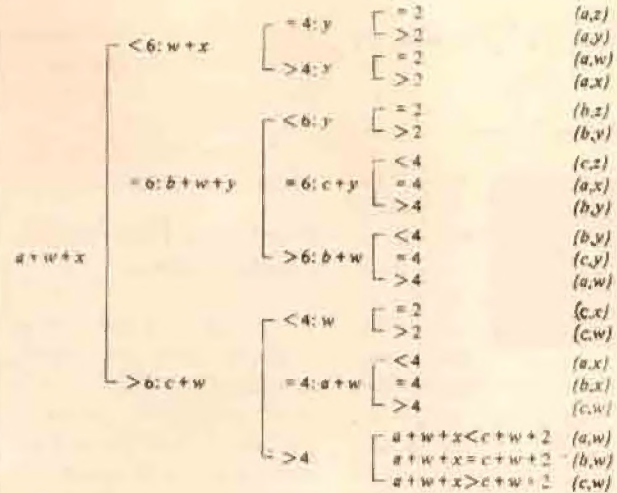 = 4: y = 2 (a,z)
> 2 (a,y)
< 6: w + x
> 4: y = 2 (a,w)
> 2 (a,x)
< 6: y = 2 (b,z)
> 2 (b,y)
< 4 (c,z)
= 6: b + w + y = 6: c + y = 4 (a,x)
> 4 (b,y)
< 4 (b,y)
a + w + x > 6: b + w = 4 (c,y)
> 4 (a,w)
< 4: w = 2 (c,x)
> 2 (c,w)
< 4 (a,x)
> 6: c + w = 4: a + w = 4 (b,x)
> 4 (c,w)
a + w + x < c + w + 2 (a,w)
> 4 a + w + x = c + w + 2 (b,w)
a + w + x > c + w + 2 (c,w)